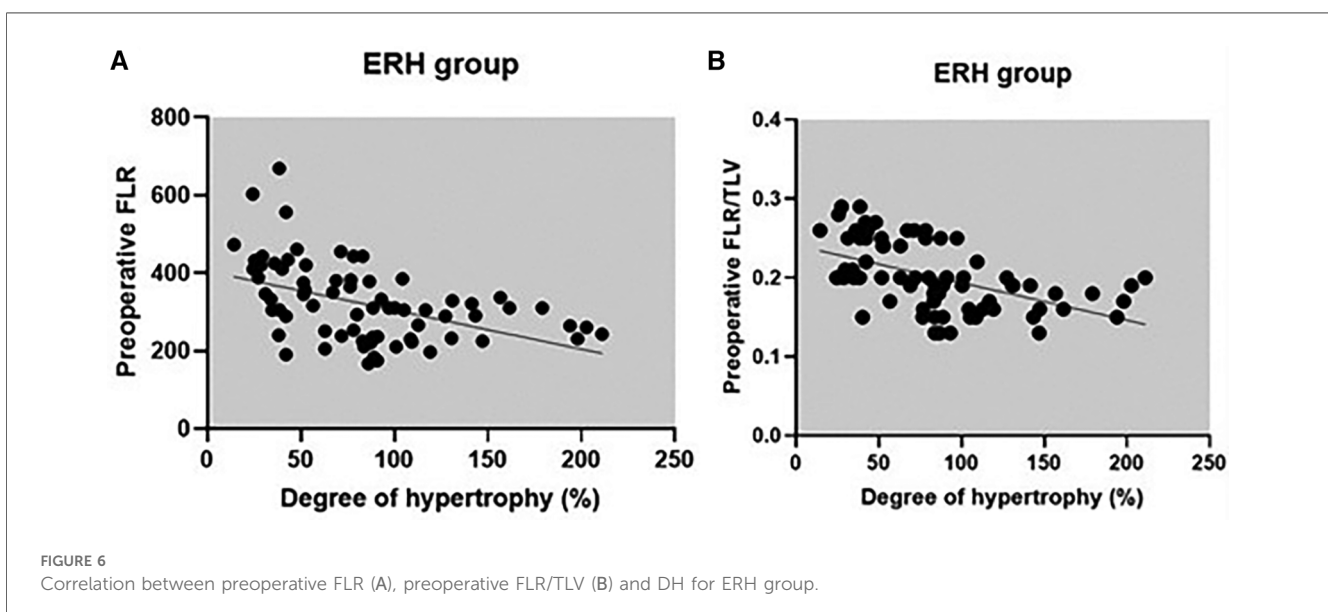 A
ERH group
Preoperative FLR
800
600
400
200
0
0 50 100 150 200 250
Degree of hypertrophy (%)
B
ERH group
Preoperative FLR/TLV
0.4
0.3
0.2
0.1
0.0
0 50 100 150 200 250
Degree of hypertrophy (%)
FIGURE 6
Correlation between preoperative FLR (A), preoperative FLR/TLV (B) and DH for ERH group.